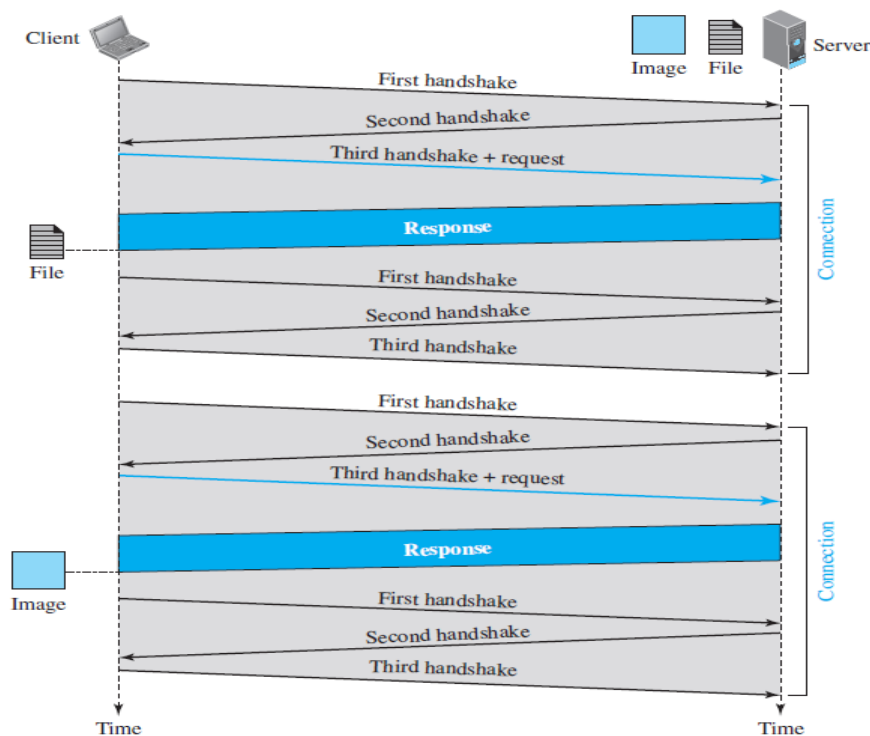 Client
Image
File
Server
First handshake
Second handshake
Third handshake + request
Response
File
First handshake
Second handshake
Third handshake
Connection
First handshake
Second handshake
Third handshake + request
Response
Image
First handshake
Second handshake
Third handshake
Connection
Time
Time